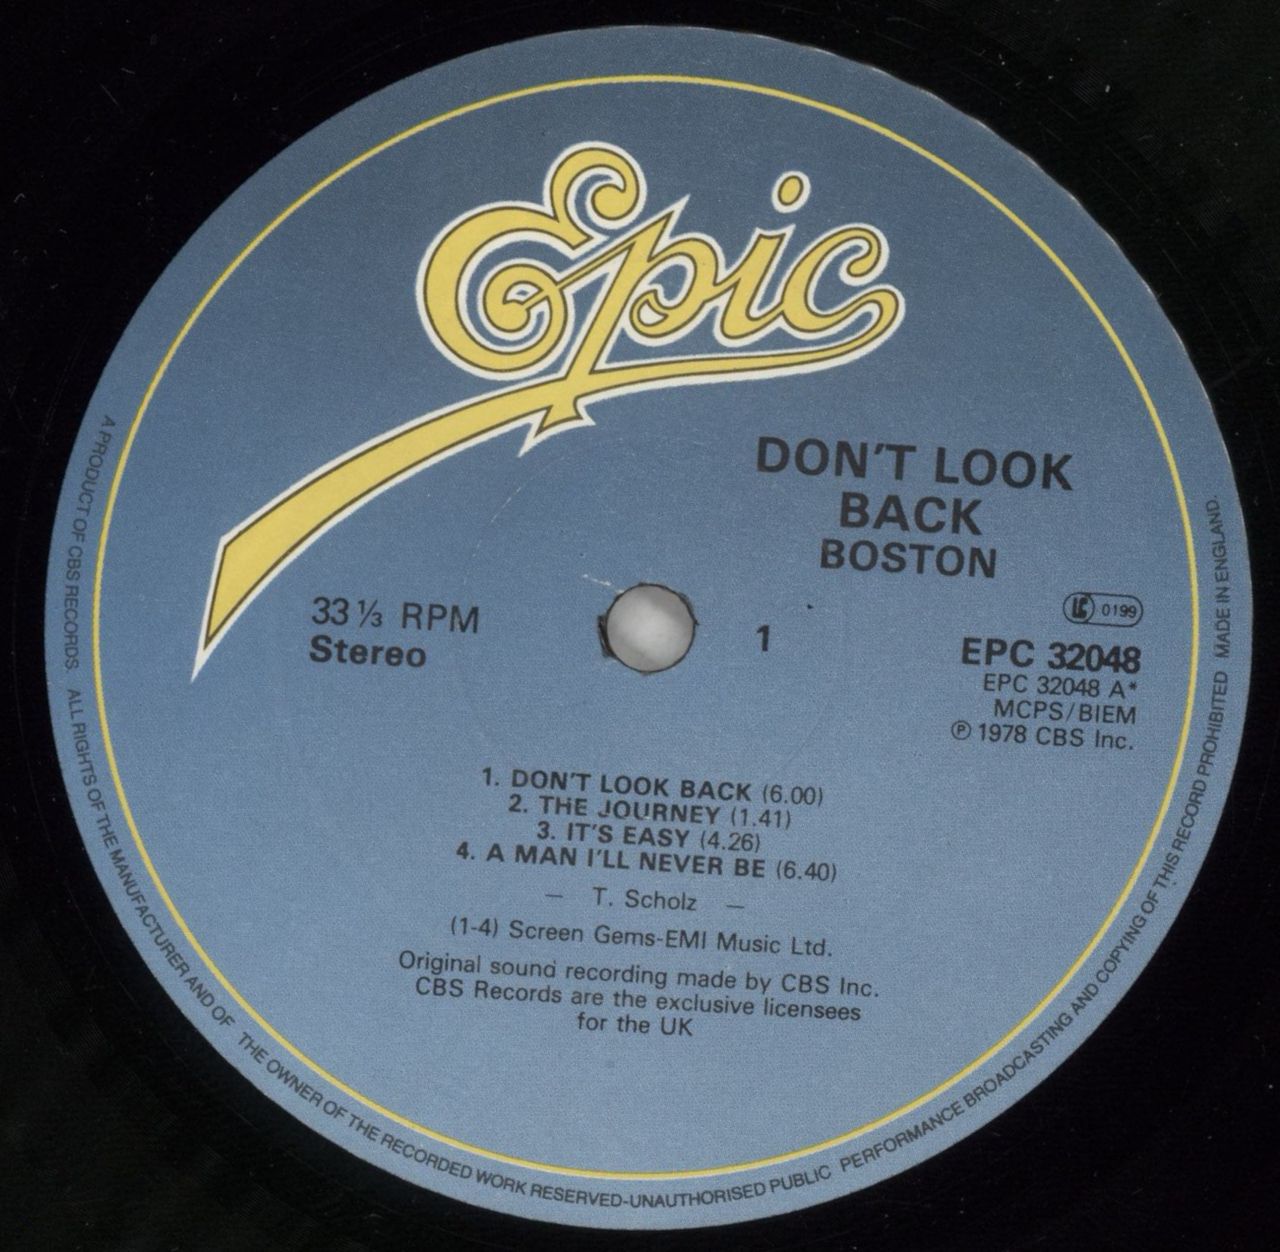 Epic
DON'T LOOK
BACK
BOSTON
33 ⅓ RPM
Stereo
1
LC 0199
EPC 32048
EPC 32048 A*
MCPS/BIEM
Ⓟ 1978 CBS Inc.
1. DON'T LOOK BACK (6.00)
2. THE JOURNEY (1.41)
3. IT'S EASY (4.26)
4. A MAN I'LL NEVER BE (6.40)
— T. Scholz —
(1-4) Screen Gems-EMI Music Ltd.
Original sound recording made by CBS Inc.
CBS Records are the exclusive licensees
for the UK
A PRODUCT OF CBS RECORDS. ALL RIGHTS OF THE MANUFACTURER AND OF THE OWNER OF THE RECORDED WORK RESERVED-UNAUTHORISED PUBLIC PERFORMANCE BROADCASTING AND COPYING OF THIS RECORD PROHIBITED MADE IN ENGLAND.